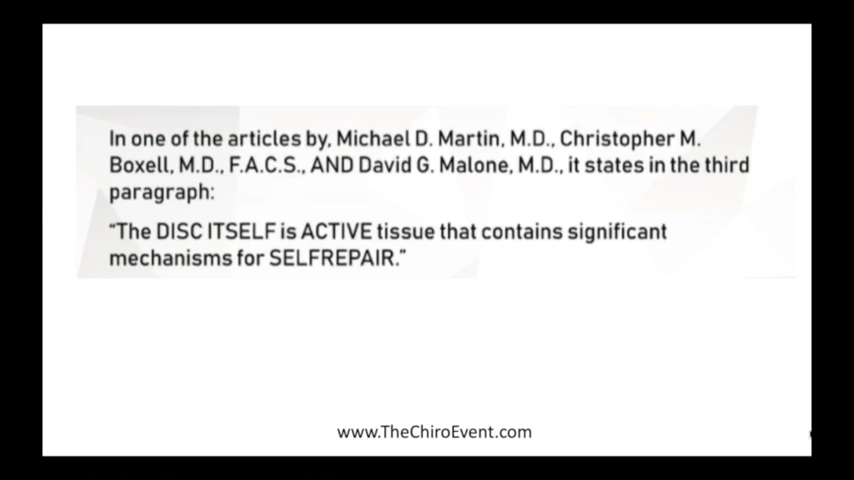 In one of the articles by, Michael D. Martin, M.D., Christopher M.
Boxell, M.D., F.A.C.S., AND David G. Malone, M.D., it states in the third
paragraph:
"The DISC ITSELF is ACTIVE tissue that contains significant
mechanisms for SELFREPAIR."
www.TheChiroEvent.com